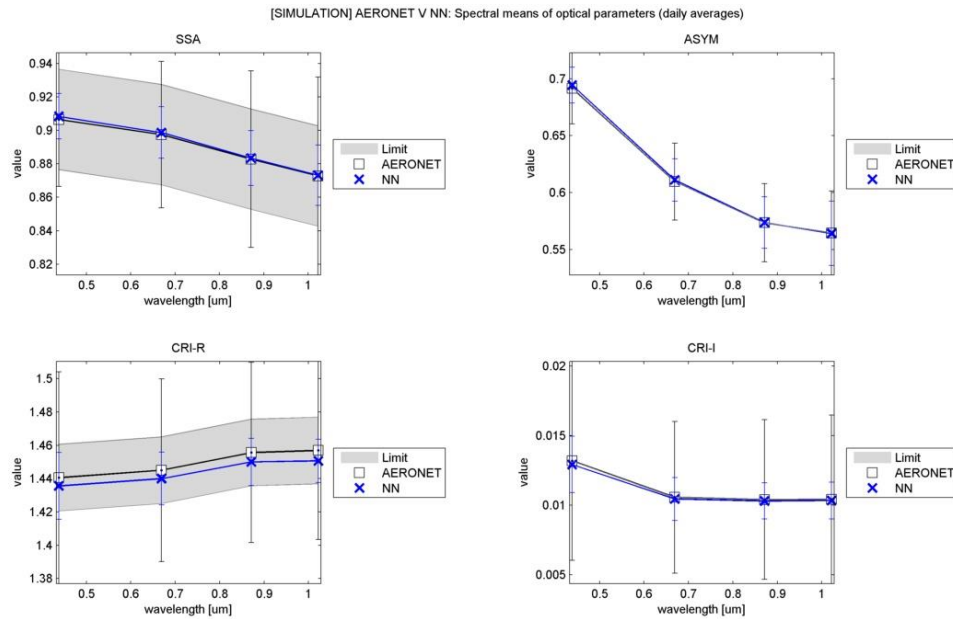 [SIMULATION] AERONET V NN: Spectral means of optical parameters (daily averages)
SSA
0.94
0.92
0.9
0.88
0.86
0.84
0.82
value
0.5 0.6 0.7 0.8 0.9 1
wavelength [um]
Limit
AERONET
NN
ASYM
0.7
0.65
0.6
0.55
value
0.5 0.6 0.7 0.8 0.9 1
wavelength [um]
Limit
AERONET
NN
CRI-R
1.5
1.48
1.46
1.44
1.42
1.4
1.38
value
0.5 0.6 0.7 0.8 0.9 1
wavelength [um]
Limit
AERONET
NN
CRI-I
0.02
0.015
0.01
0.005
value
0.5 0.6 0.7 0.8 0.9 1
wavelength [um]
Limit
AERONET
NN